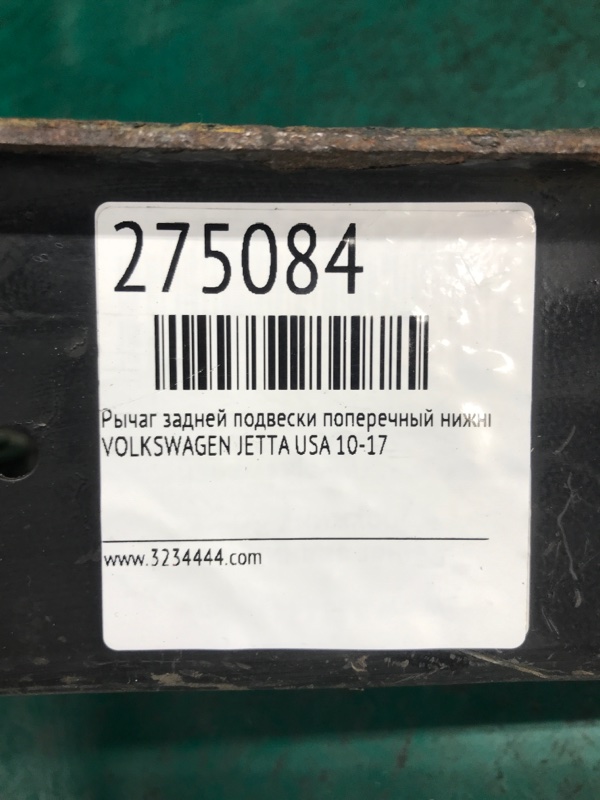 275084
Рычаг задней подвески поперечный нижн
VOLKSWAGEN JETTA USA 10-17
www.3234444.com